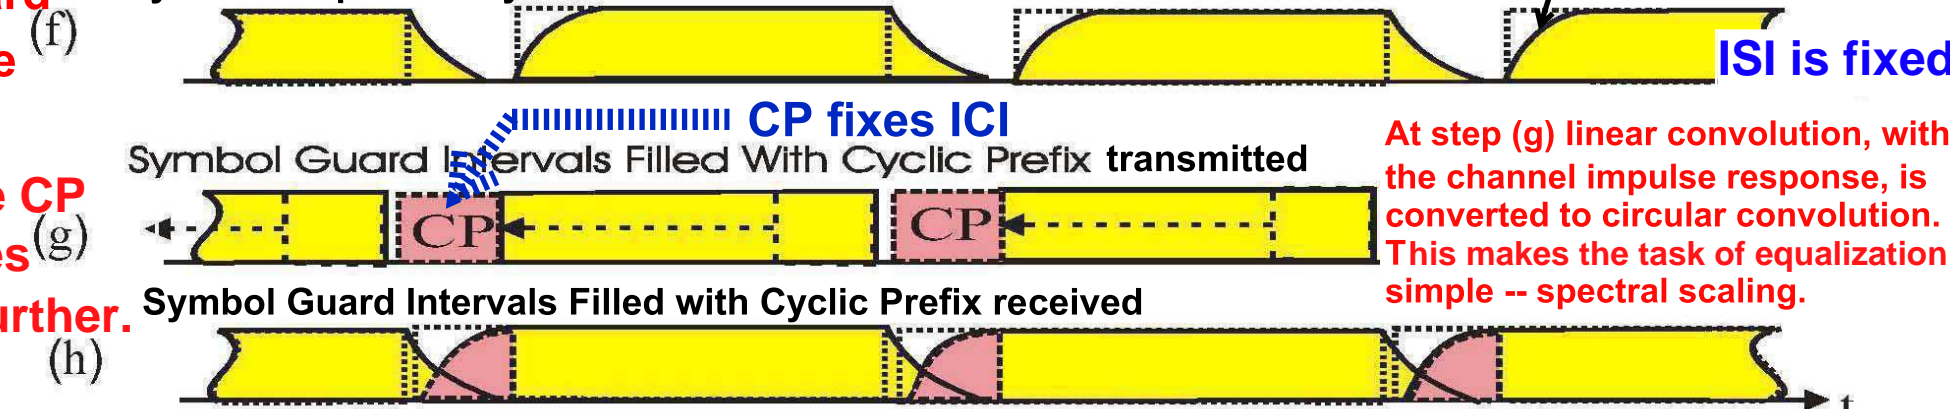 (f)
e
ISI is fixed
CP fixes ICI
Symbol Guard Intervals Filled With Cyclic Prefix transmitted
At step (g) linear convolution, with
the channel impulse response, is
converted to circular convolution.
This makes the task of equalization
simple -- spectral scaling.
e CP
es
(g)
CP
CP
urther.
Symbol Guard Intervals Filled with Cyclic Prefix received
(h)
t